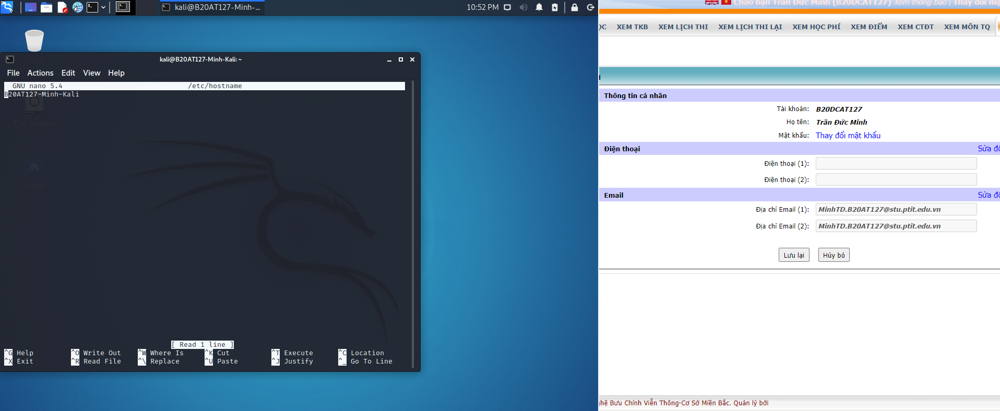 kali@B20AT127-Minh-...
10:52 PM
Trash
kali@B20AT127-Minh-Kali: ~
File Actions Edit View Help
GNU nano 5.4 /etc/hostname
B20AT127-Minh-Kali
File System
Home
[ Read 1 line ]
^G Help ^O Write Out ^W Where Is ^K Cut ^T Execute ^C Location
^X Exit ^R Read File ^\ Replace ^U Paste ^J Justify ^_ Go To Line
Chào bạn Trần Đức Minh (B20DCAT127) Xem thông báo | Thay đổi
XEM TKB XEM LỊCH THI XEM LỊCH THI LẠI XEM HỌC PHÍ XEM ĐIỂM XEM CTĐT XEM MÔN TQ
Thông tin cá nhân
Tài khoản: B20DCAT127
Họ tên: Trần Đức Minh
Mật khẩu: Thay đổi mật khẩu
Điện thoại Sửa
Điện thoại (1):
Điện thoại (2):
Email Sửa
Địa chỉ Email (1): MinhTD.B20AT127@stu.ptit.edu.vn
Địa chỉ Email (2): MinhTD.B20AT127@stu.ptit.edu.vn
Lưu lại Hủy bỏ
Bưu Chính Viễn Thông-Cơ Sở Miền Bắc. Quản lý bởi